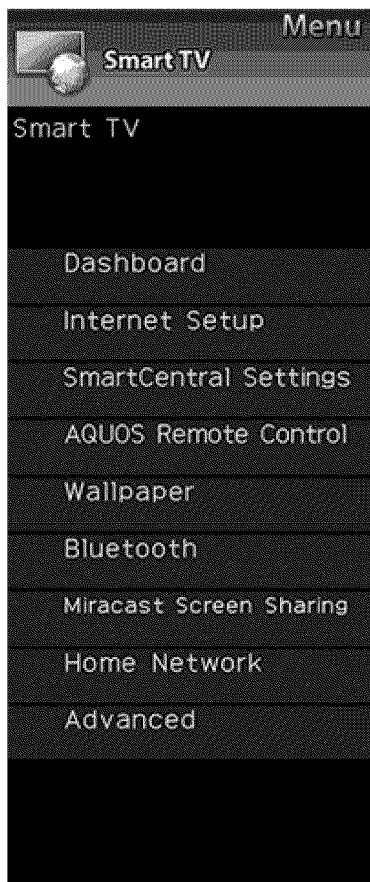 Menu
Smart TV
Smart TV
Dashboard
Internet Setup
SmartCentral Settings
AQUOS Remote Control
Wallpaper
Bluetooth
Miracast Screen Sharing
Home Network
Advanced